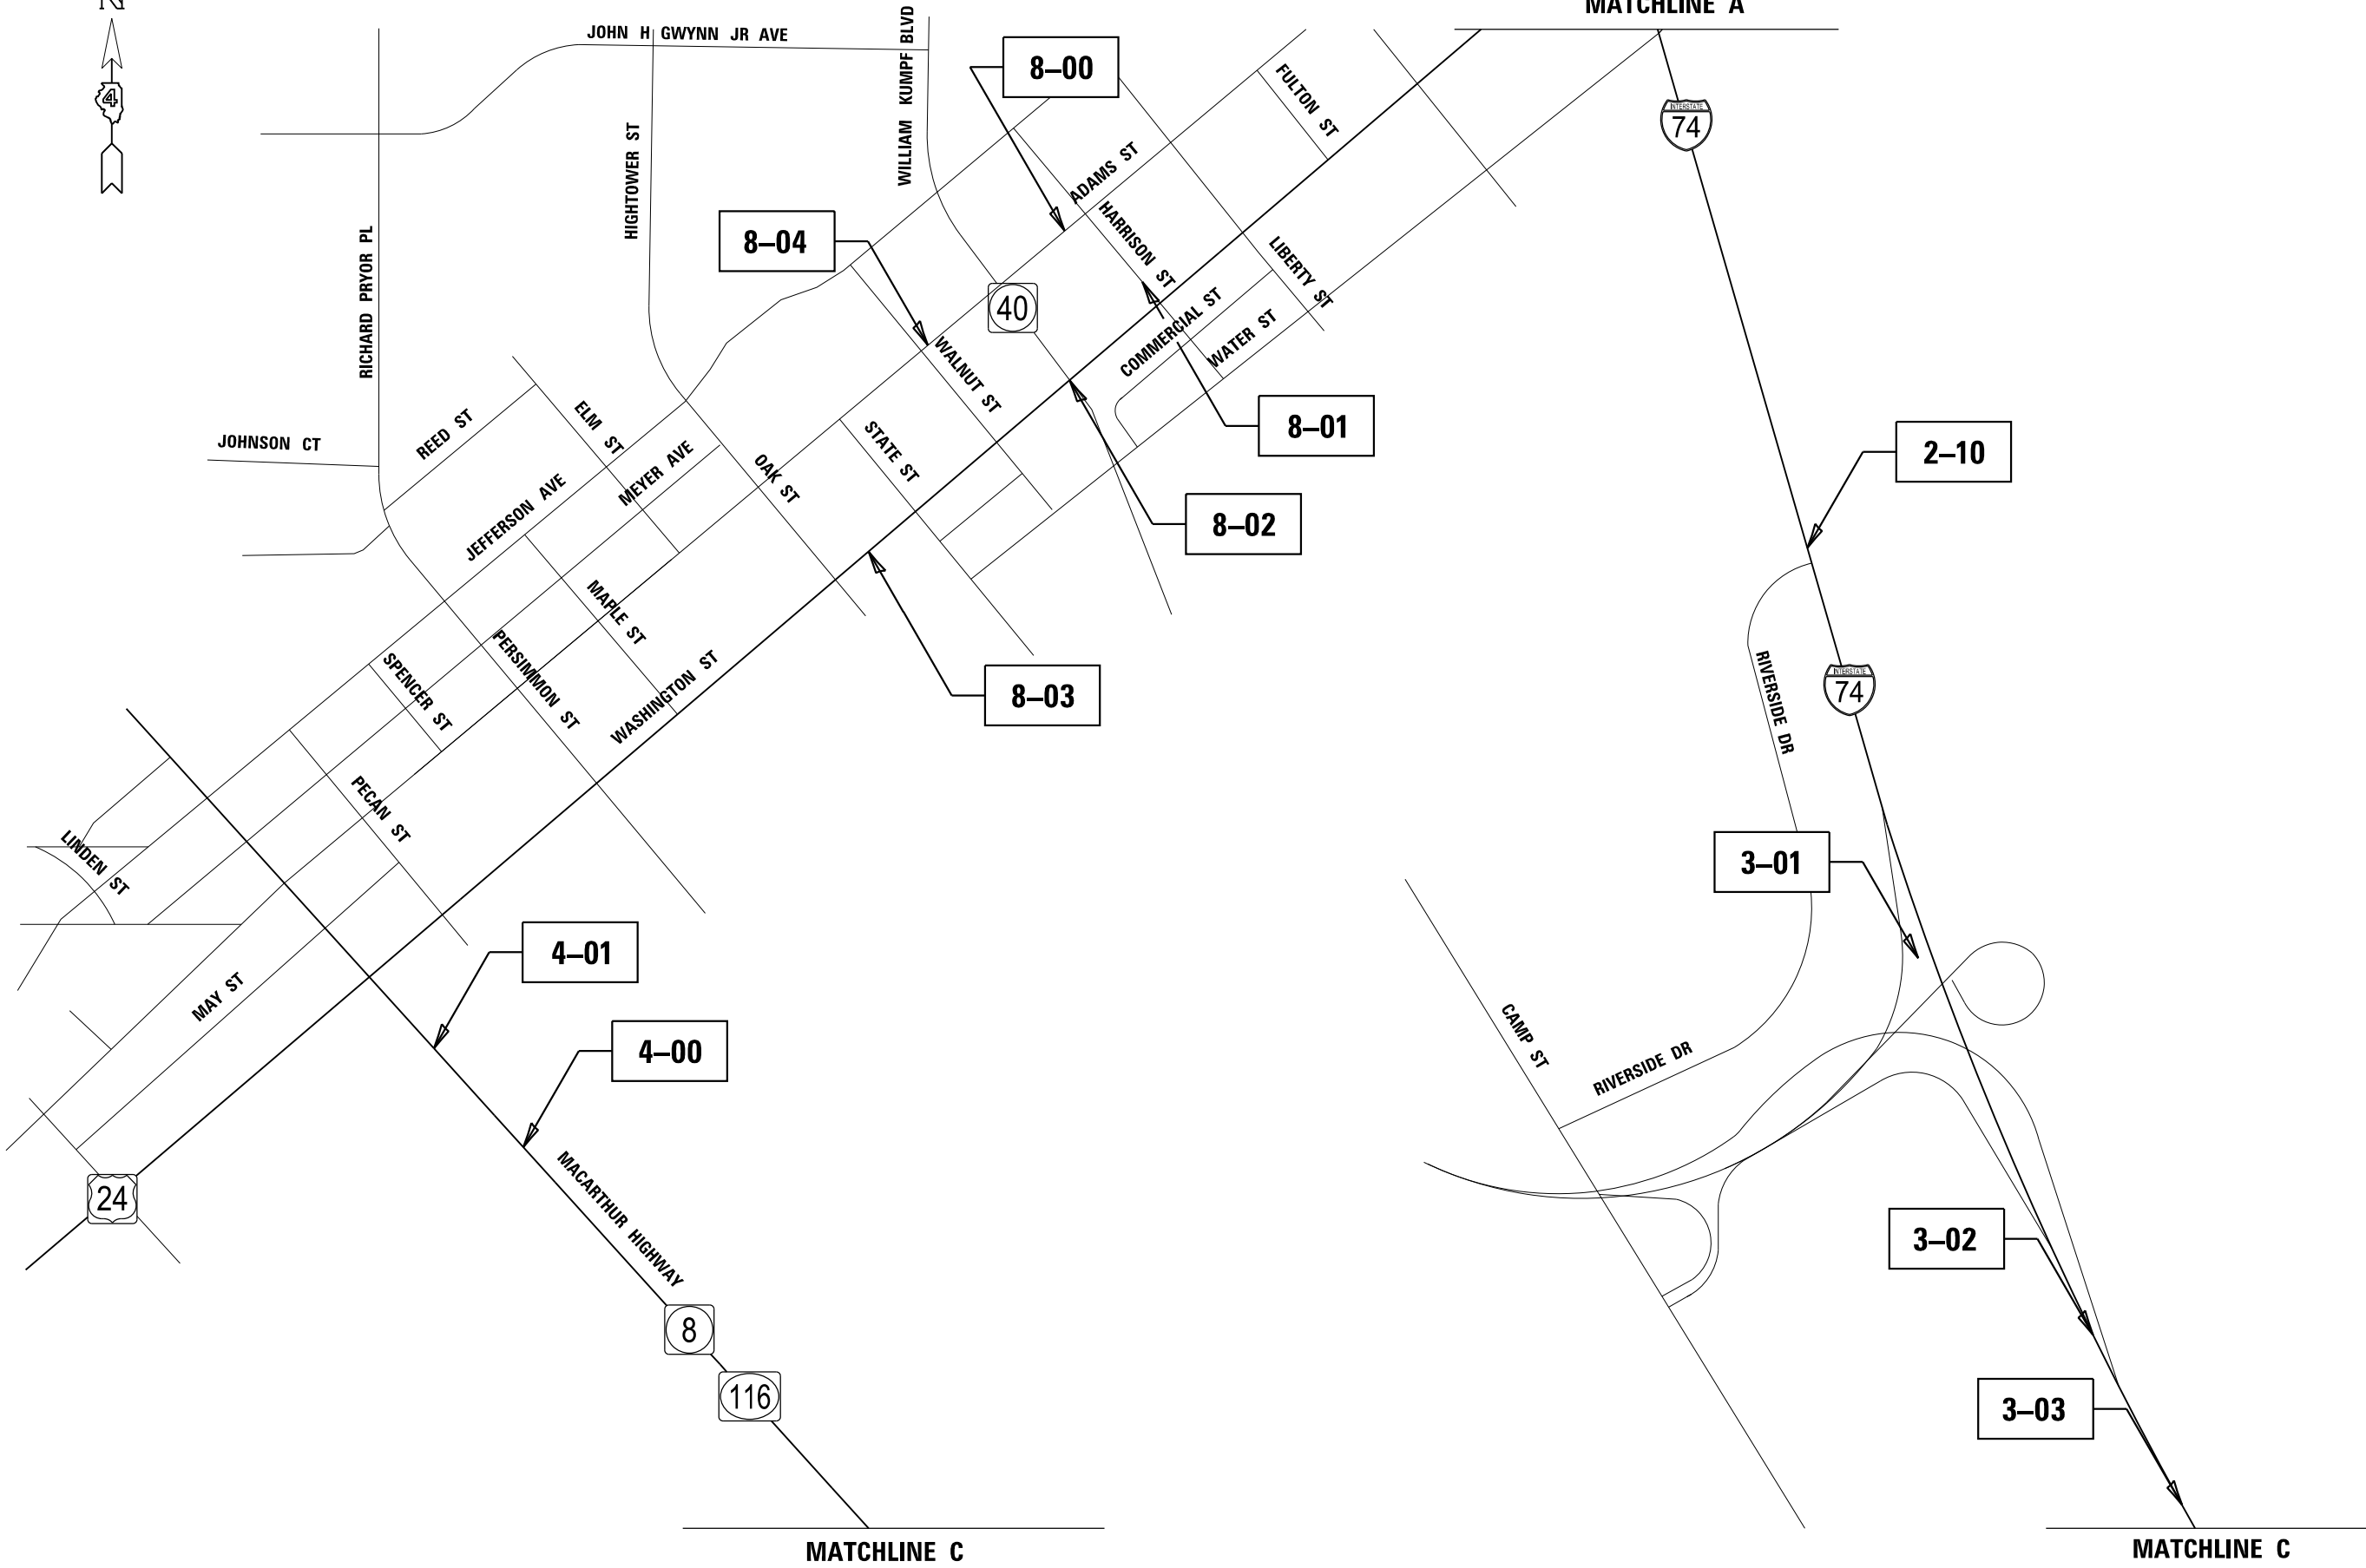 MATCHLINE A
N
4
JOHN H GWYNN JR AVE
WILLIAM KUMPF BLVD
8–00
FULTON ST
INTERSTATE
74
HIGHTOWER ST
ADAMS ST
8–04
HARRISON ST
RICHARD PRYOR PL
40
LIBERTY ST
COMMERCIAL ST
WATER ST
WALNUT ST
8–01
2–10
JOHNSON CT
REED ST
ELM ST
MEYER AVE
JEFFERSON AVE
OAK ST
STATE ST
8–02
MAPLE ST
PERSIMMON ST
SPENCER ST
WASHINGTON ST
8–03
RIVERSIDE DR
INTERSTATE
74
PECAN ST
LINDEN ST
3–01
4–01
MAY ST
4–00
CAMP ST
RIVERSIDE DR
24
MACARTHUR HIGHWAY
3–02
8
116
3–03
MATCHLINE C
MATCHLINE C